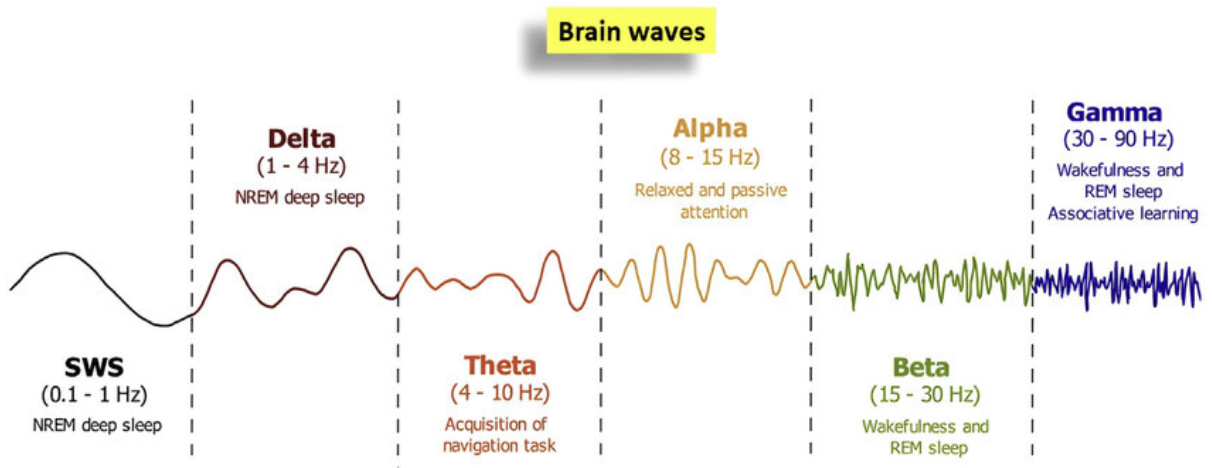 Brain waves
SWS
(0.1 - 1 Hz)
NREM deep sleep
Delta
(1 - 4 Hz)
NREM deep sleep
Theta
(4 - 10 Hz)
Acquisition of
navigation task
Alpha
(8 - 15 Hz)
Relaxed and passive
attention
Beta
(15 - 30 Hz)
Wakefulness and
REM sleep
Gamma
(30 - 90 Hz)
Wakefulness and
REM sleep
Associative learning